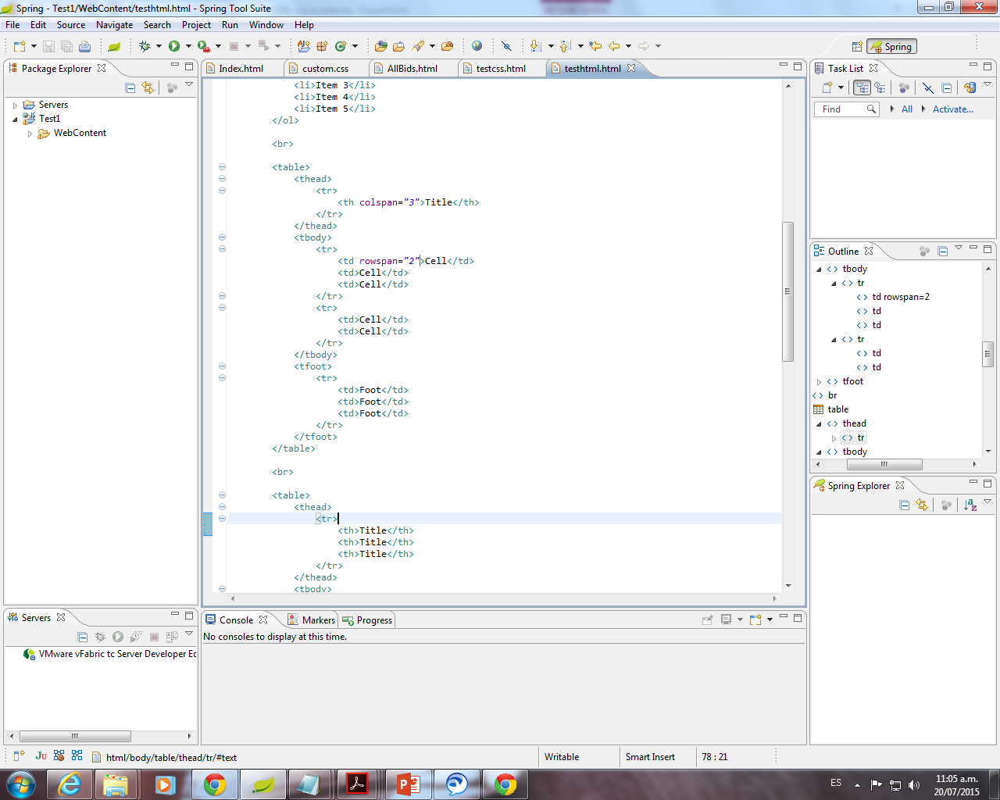 Spring - Test1/WebContent/testhtml.html - Spring Tool Suite
File Edit Source Navigate Search Project Run Window Help
Spring
Package Explorer
Servers
Test1
WebContent
Index.html custom.css AllBids.html testcss.html testhtml.html
<li>Item 3</li>
<li>Item 4</li>
<li>Item 5</li>
</ol>
<br>
<table>
<thead>
<tr>
<th colspan="3">Title</th>
</tr>
</thead>
<tbody>
<tr>
<td rowspan="2">Cell</td>
<td>Cell</td>
<td>Cell</td>
</tr>
<tr>
<td>Cell</td>
<td>Cell</td>
</tr>
</tbody>
<tfoot>
<tr>
<td>Foot</td>
<td>Foot</td>
<td>Foot</td>
</tr>
</tfoot>
</table>
<br>
<table>
<thead>
<tr>
<th>Title</th>
<th>Title</th>
<th>Title</th>
</tr>
</thead>
<tbody>
Task List
Find All Activate...
Outline
tbody
tr
td rowspan=2
td
td
tr
td
td
tfoot
br
table
thead
tr
tbody
Spring Explorer
Servers
VMware vFabric tc Server Developer Ec
Console Markers Progress
No consoles to display at this time.
html/body/table/thead/tr/#text Writable Smart Insert 78 : 21
ES
11:05 a.m.
20/07/2015